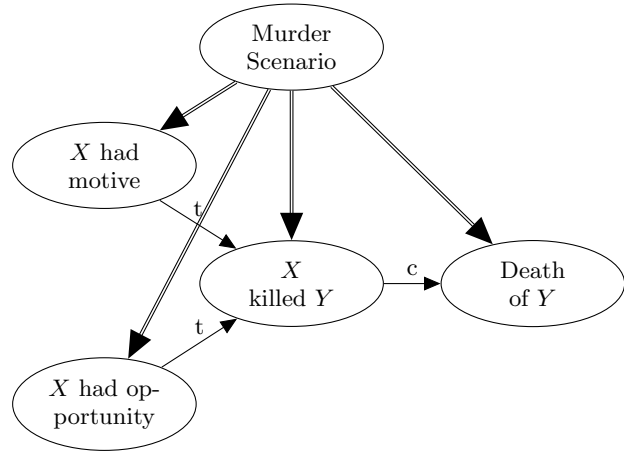 Murder
Scenario
X had
motive
t
X
killed Y
c
Death
of Y
t
X had op-
portunity